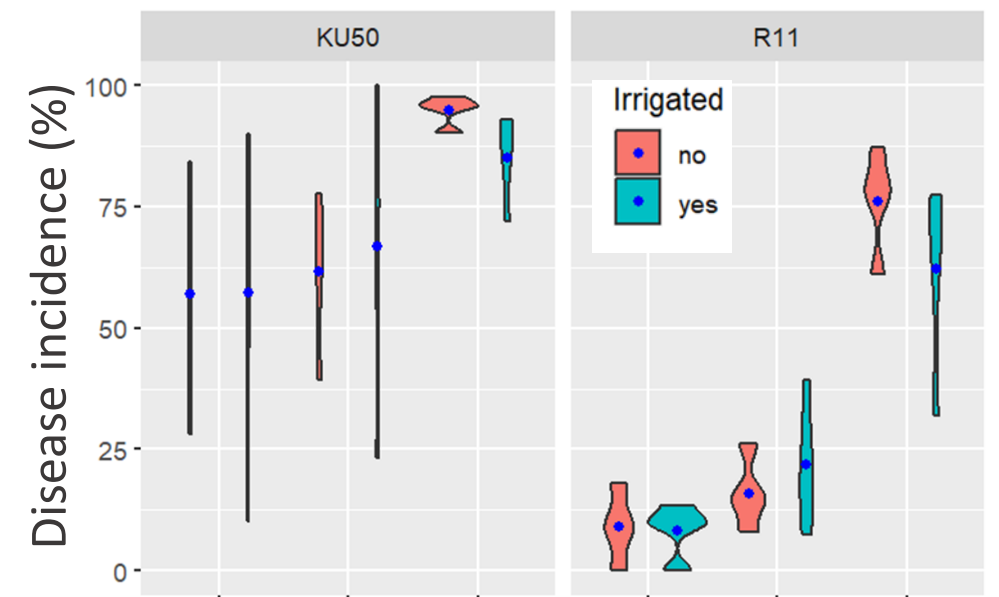 KU50
R11
Disease incidence (%)
100
75
50
25
0
Irrigated
no
yes